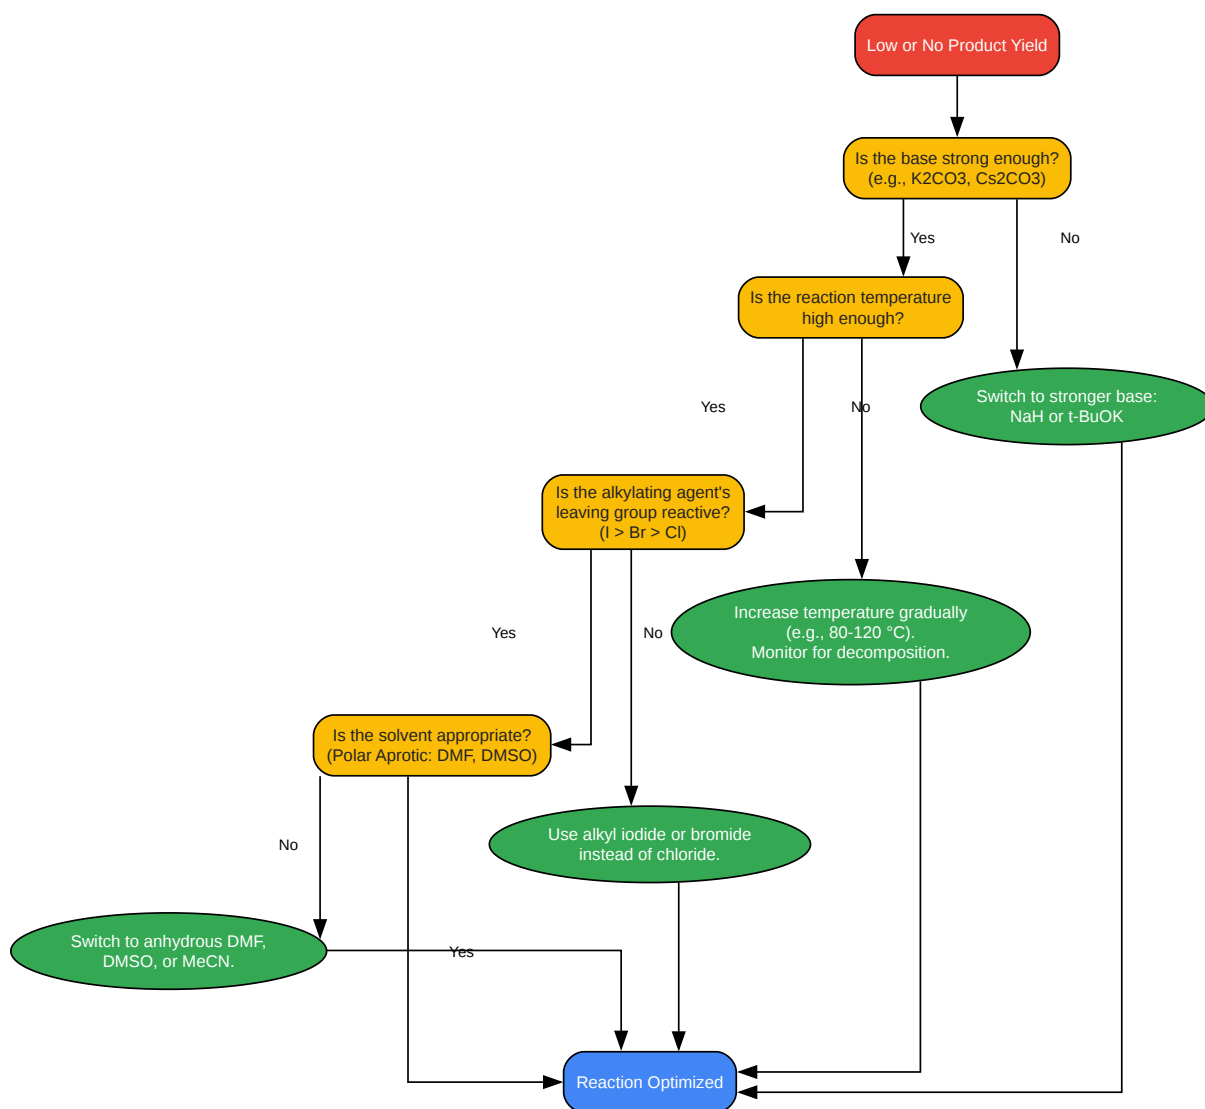 Low or No Product Yield
Is the base strong enough?
(e.g., K2CO3, Cs2CO3)
Yes
No
Is the reaction temperature
high enough?
Yes
No
Switch to stronger base:
NaH or t-BuOK
Is the alkylating agent's
leaving group reactive?
(I > Br > Cl)
Yes
No
Increase temperature gradually
(e.g., 80-120 °C).
Monitor for decomposition.
Is the solvent appropriate?
(Polar Aprotic: DMF, DMSO)
No
Use alkyl iodide or bromide
instead of chloride.
Switch to anhydrous DMF,
DMSO, or MeCN.
Yes
Reaction Optimized